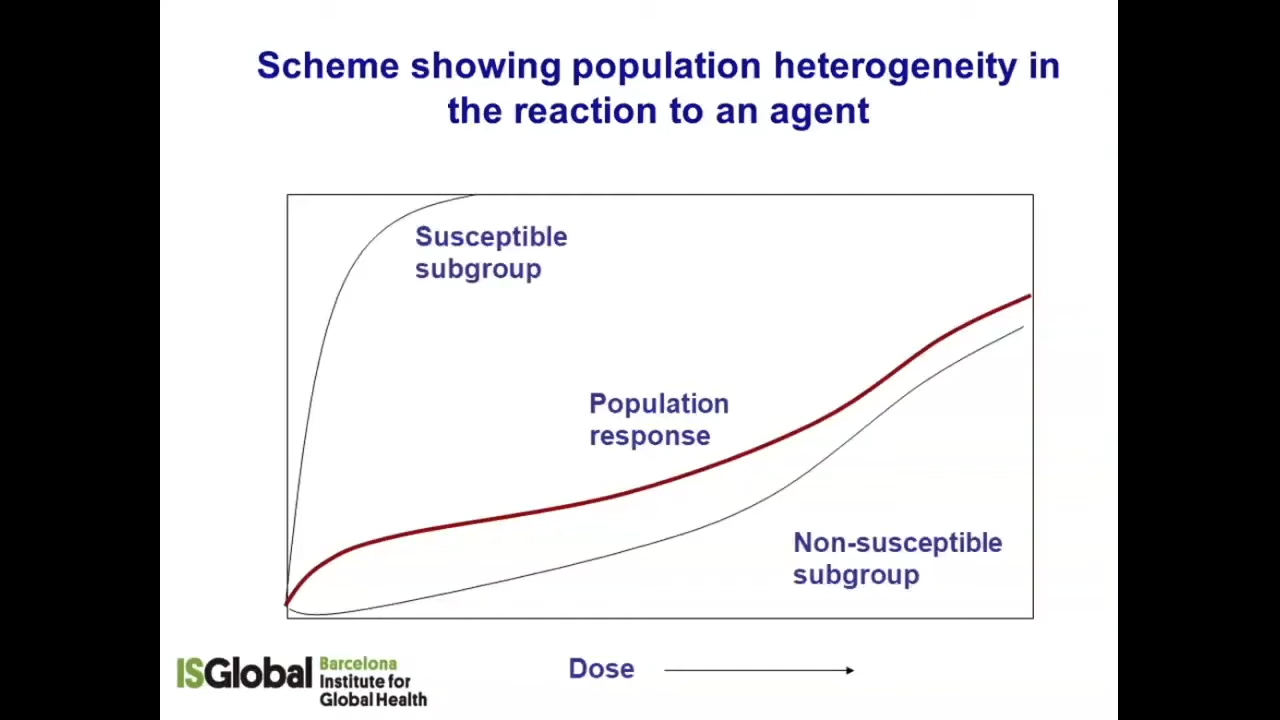 Scheme showing population heterogeneity in
the reaction to an agent
Susceptible
subgroup
Population
response
Non-susceptible
subgroup
Dose
ISGlobal
Barcelona
Institute for
Global Health